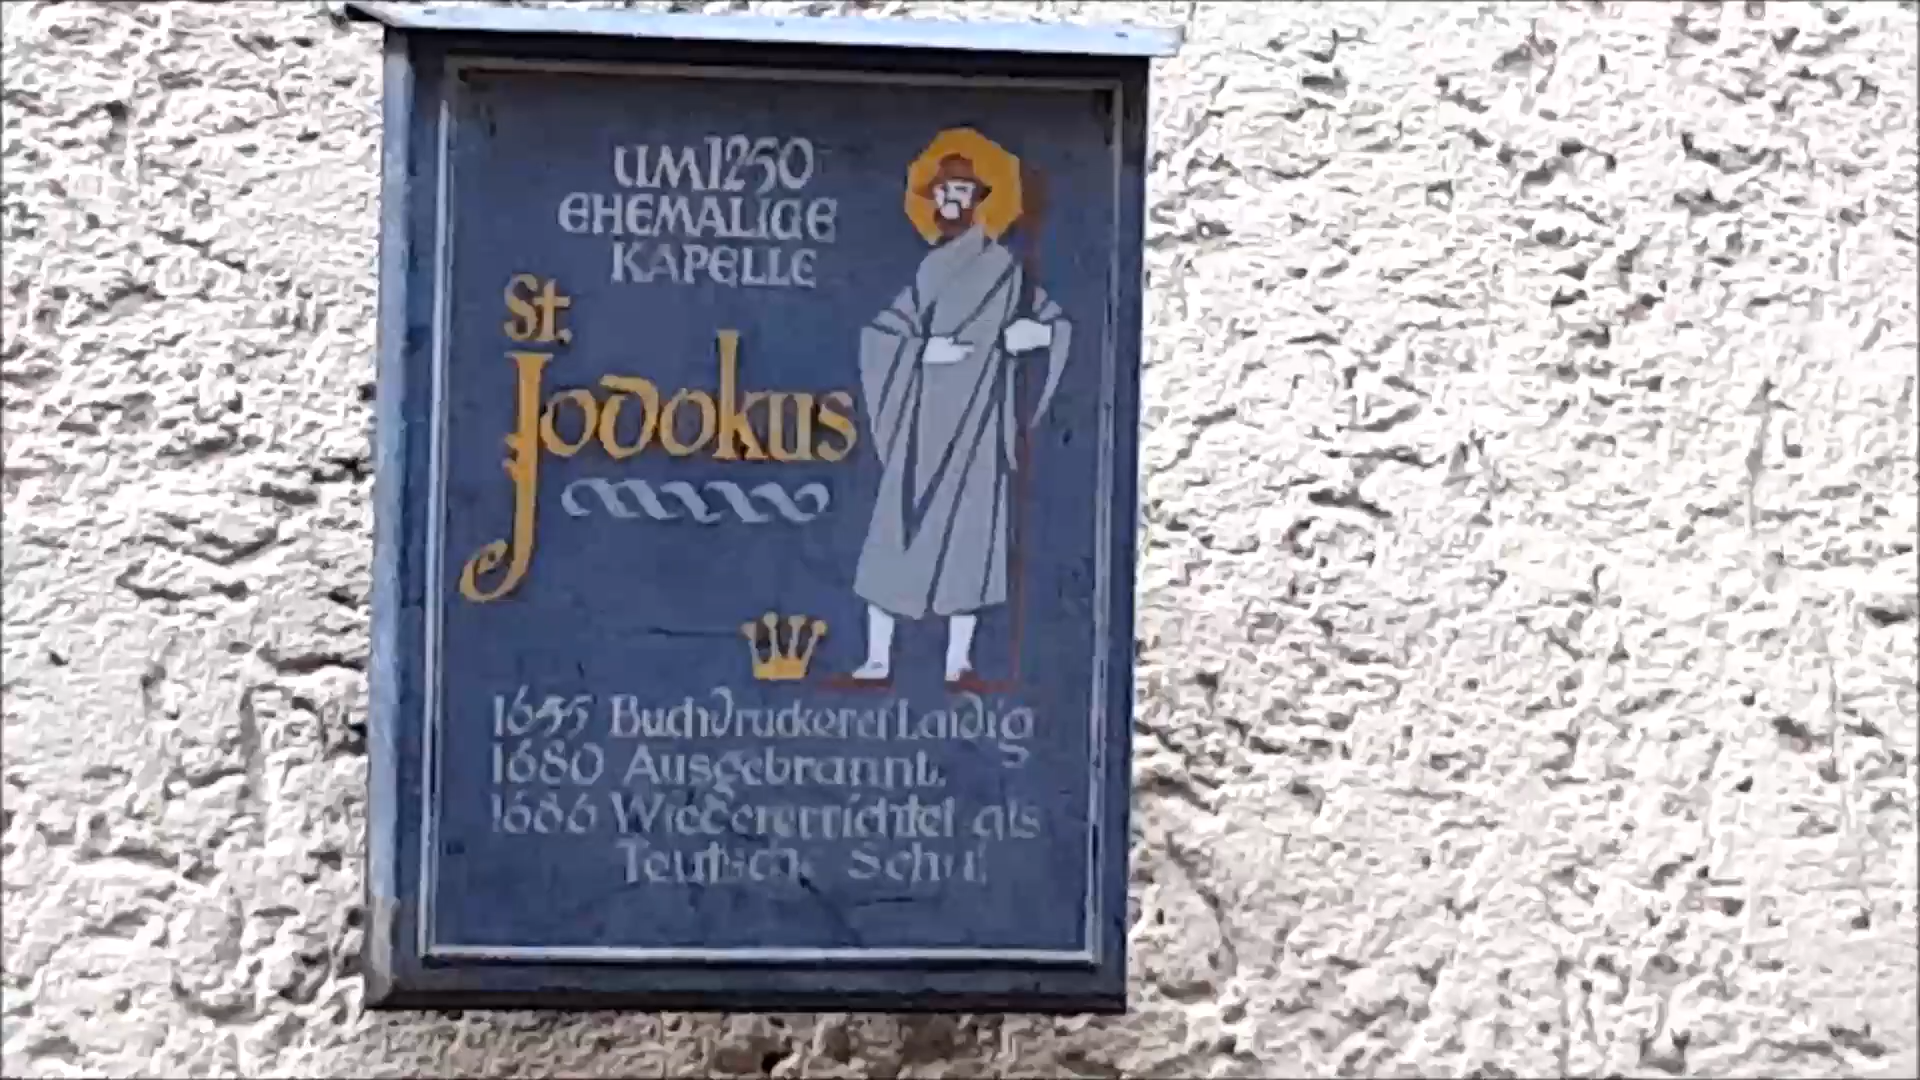 UM 1250
EHEMALIGE
KAPELLE
St.
Jodokus
1655 Buchdruckerei Laidig
1680 Ausgebrannt
1686 Wiedererrichtet als
Teutsche Schul